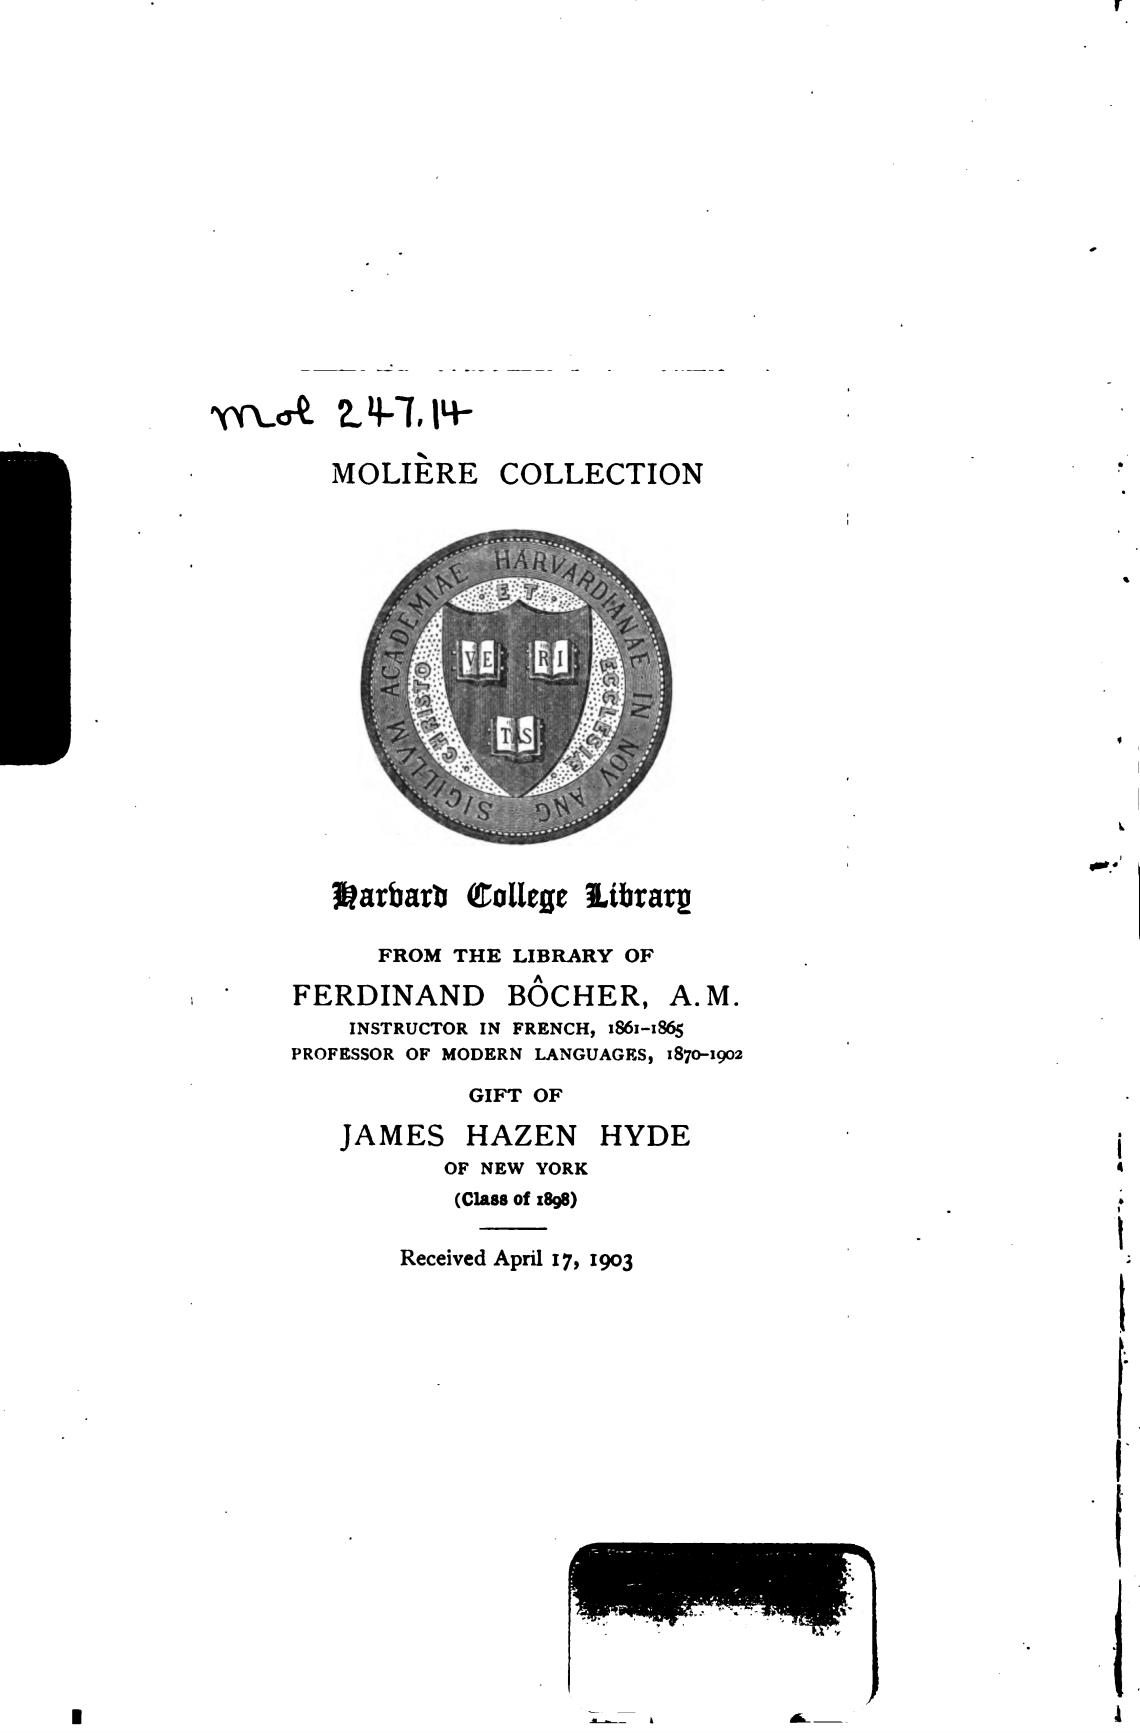 Mol 247.14
MOLIÈRE COLLECTION
SIGILLVM ACADEMIAE HARVARDIANAE IN NOV ANG
CHRISTO ET ECCLESIÆ
VE RI
TAS
Harvard College Library
FROM THE LIBRARY OF
FERDINAND BÔCHER, A.M.
INSTRUCTOR IN FRENCH, 1861–1865
PROFESSOR OF MODERN LANGUAGES, 1870–1902
GIFT OF
JAMES HAZEN HYDE
OF NEW YORK
(Class of 1898)
Received April 17, 1903